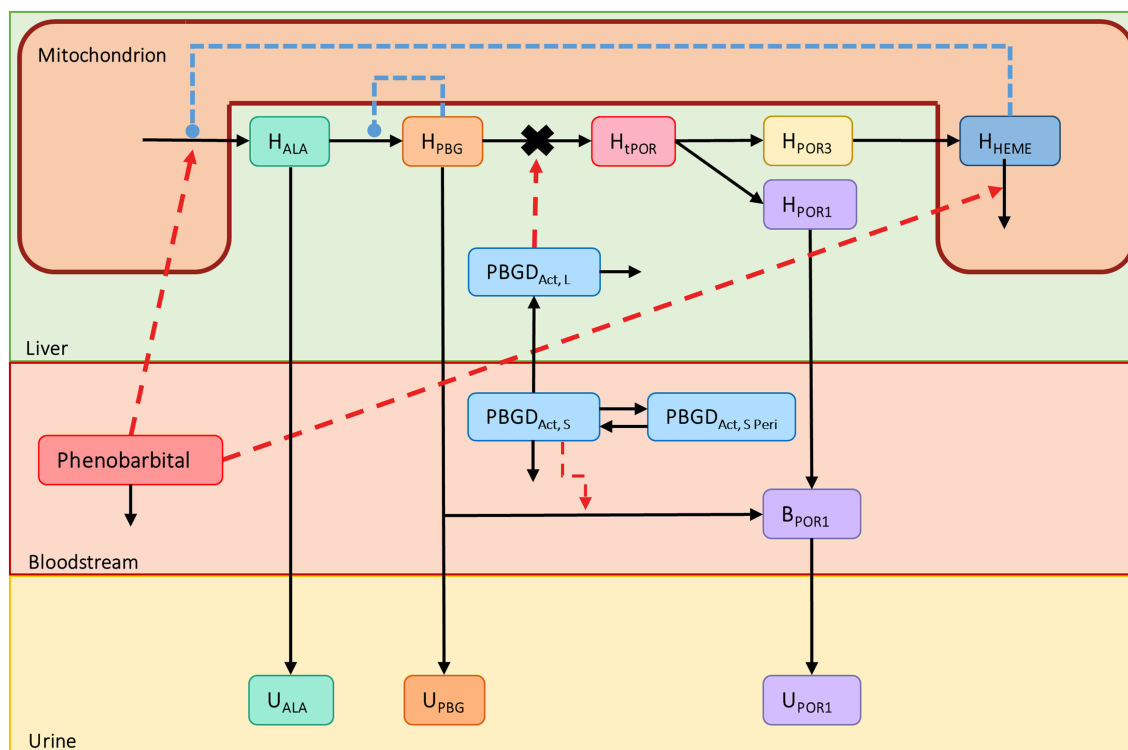 Mitochondrion
H_ALA
H_PBG
H_tPOR
H_POR3
H_HEME
H_POR1
PBGD_Act, L
Liver
PBGD_Act, S
PBGD_Act, S Peri
Phenobarbital
B_POR1
Bloodstream
U_ALA
U_PBG
U_POR1
Urine